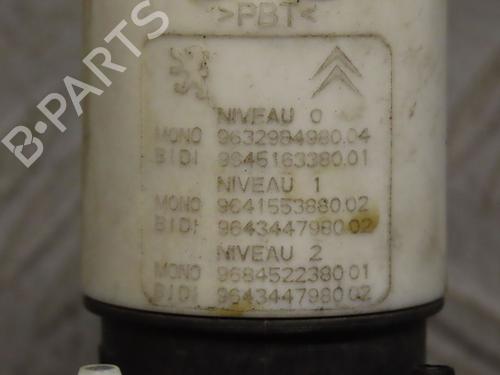 B-PARTS
>PBT<
NIVEAU 0
MONO 9632984980.04
BIDI 9645163380.01
NIVEAU 1
MONO 9641553880.02
BIDI 9643447980.02
NIVEAU 2
MONO 9684522380.01
BIDI 9643447980.02